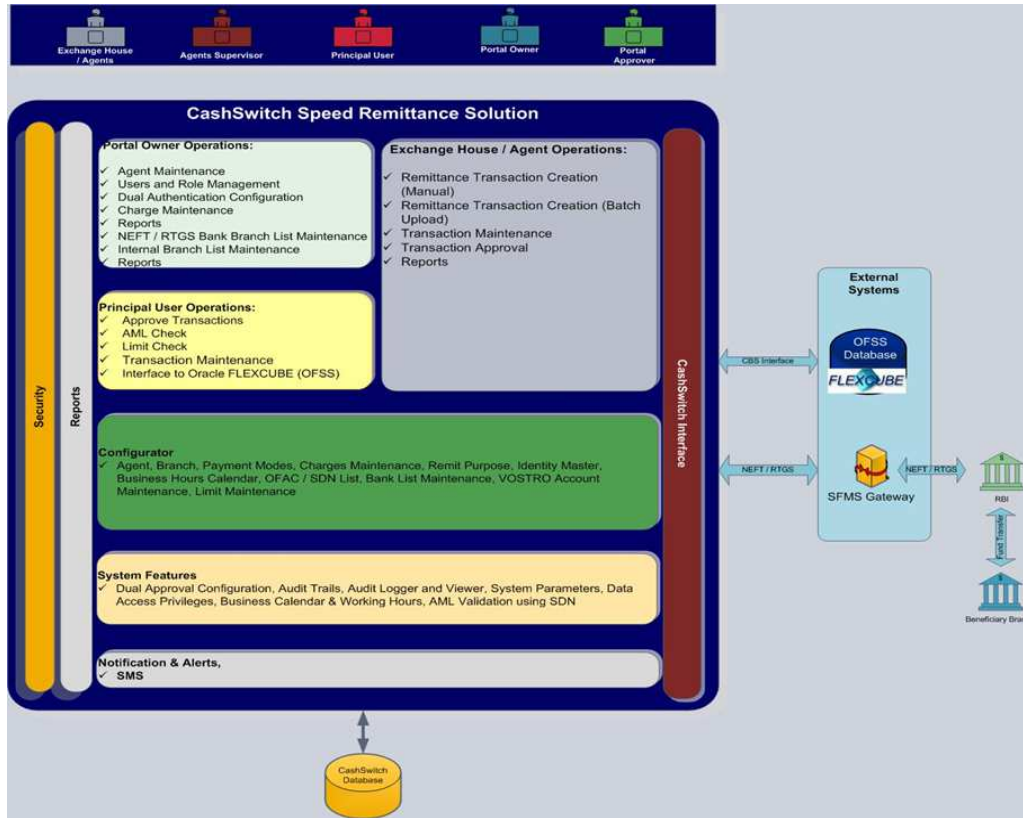 Exchange House
/ Agents
Agents Supervisor
Principal User
Portal Owner
Portal
Approver
CashSwitch Speed Remittance Solution
Security
Reports
Portal Owner Operations:
✓ Agent Maintenance
✓ Users and Role Management
✓ Dual Authentication Configuration
✓ Charge Maintenance
✓ Reports
✓ NEFT / RTGS Bank Branch List Maintenance
✓ Internal Branch List Maintenance
✓ Reports
Exchange House / Agent Operations:
✓ Remittance Transaction Creation
(Manual)
✓ Remittance Transaction Creation (Batch
Upload)
✓ Transaction Maintenance
✓ Transaction Approval
✓ Reports
Principal User Operations:
✓ Approve Transactions
✓ AML Check
✓ Limit Check
✓ Transaction Maintenance
✓ Interface to Oracle FLEXCUBE (OFSS)
Configurator
✓ Agent, Branch, Payment Modes, Charges Maintenance, Remit Purpose, Identity Master,
Business Hours Calendar, OFAC / SDN List, Bank List Maintenance, VOSTRO Account
Maintenance, Limit Maintenance
System Features
✓ Dual Approval Configuration, Audit Trails, Audit Logger and Viewer, System Parameters, Data
Access Privileges, Business Calendar & Working Hours, AML Validation using SDN
Notification & Alerts,
✓ SMS
CashSwitch Interface
CBS Interface
NEFT / RTGS
External
Systems
OFSS
Database
FLEXCUBE
SFMS Gateway
NEFT / RTGS
$
RBI
Fund Transfer
$
Beneficiary Bra
CashSwitch
Database